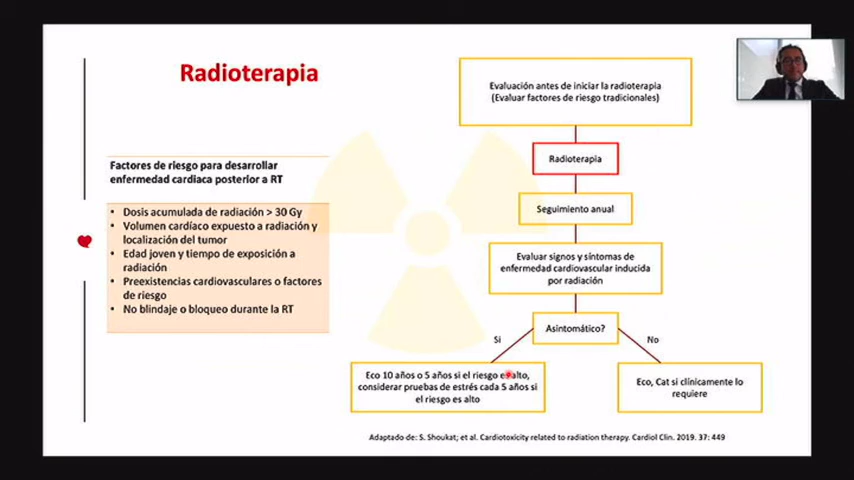 Radioterapia
Factores de riesgo para desarrollar
enfermedad cardiaca posterior a RT
• Dosis acumulada de radiación > 30 Gy
• Volumen cardíaco expuesto a radiación y
localización del tumor
• Edad joven y tiempo de exposición a
radiación
• Preexistencias cardiovasculares o factores
de riesgo
• No blindaje o bloqueo durante la RT
Evaluación antes de iniciar la radioterapia
(Evaluar factores de riesgo tradicionales)
Radioterapia
Seguimiento anual
Evaluar signos y síntomas de
enfermedad cardiovascular inducida
por radiación
Asintomático?
Si
No
Eco 10 años o 5 años si el riesgo es alto,
considerar pruebas de estrés cada 5 años si
el riesgo es alto
Eco, Cat si clínicamente lo
requiere
Adaptado de: S. Shoukat; et al. Cardiotoxicity related to radiation therapy. Cardiol Clin. 2019. 37: 449